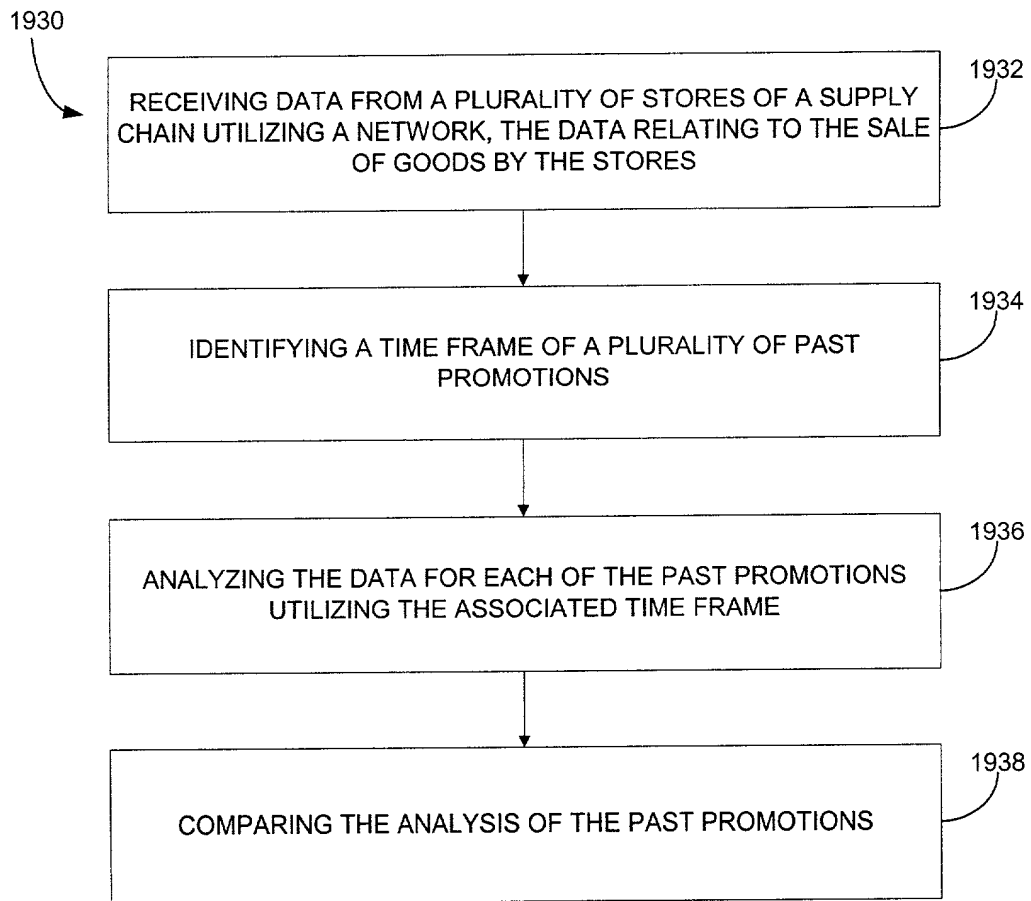 1930
1932
RECEIVING DATA FROM A PLURALITY OF STORES OF A SUPPLY
CHAIN UTILIZING A NETWORK, THE DATA RELATING TO THE SALE
OF GOODS BY THE STORES
1934
IDENTIFYING A TIME FRAME OF A PLURALITY OF PAST
PROMOTIONS
1936
ANALYZING THE DATA FOR EACH OF THE PAST PROMOTIONS
UTILIZING THE ASSOCIATED TIME FRAME
1938
COMPARING THE ANALYSIS OF THE PAST PROMOTIONS